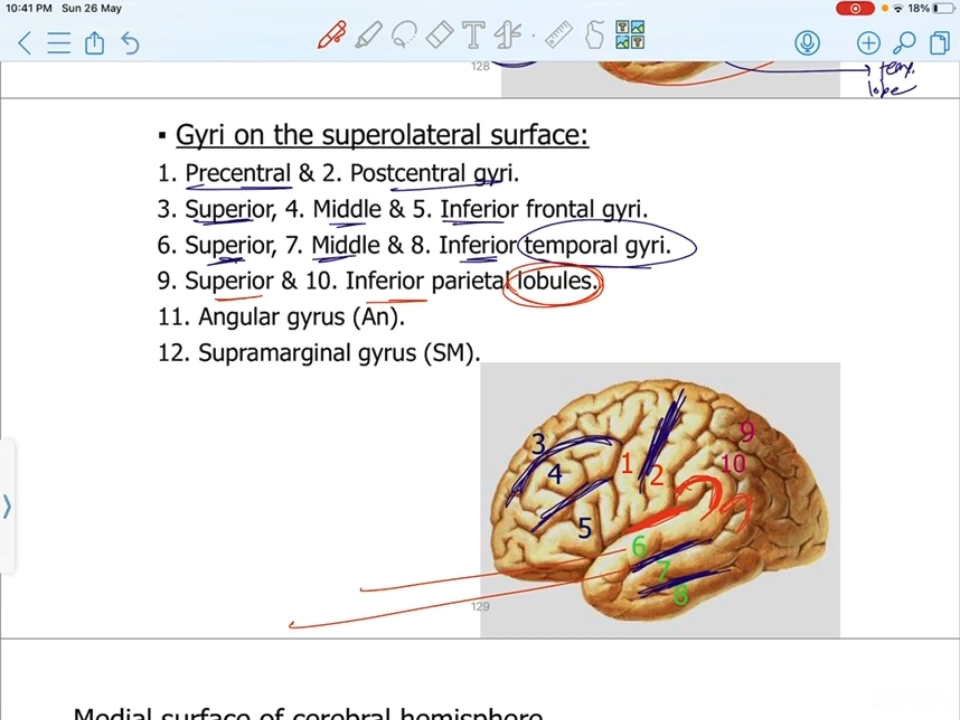 10:41 PM Sun 26 May
18%
128
temp.
lobe
▪ Gyri on the superolateral surface:
1. Precentral & 2. Postcentral gyri.
3. Superior, 4. Middle & 5. Inferior frontal gyri.
6. Superior, 7. Middle & 8. Inferior temporal gyri.
9. Superior & 10. Inferior parietal lobules.
11. Angular gyrus (An).
12. Supramarginal gyrus (SM).
3
9
4
1
2
10
5
6
7
8
129
Medial surface of cerebral hemisphere